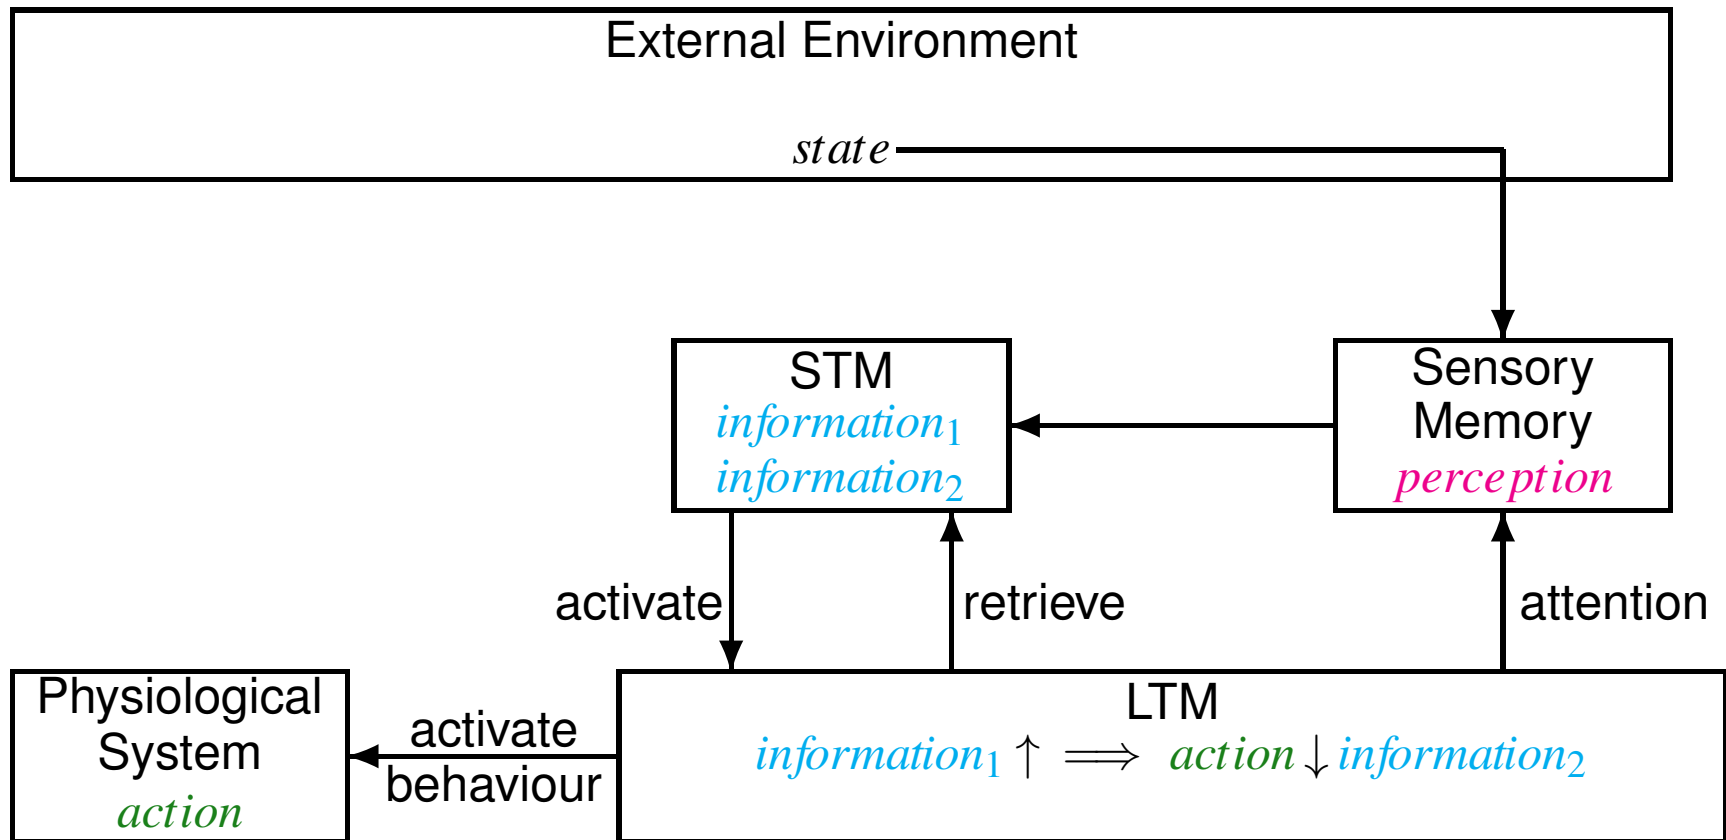 External Environment
state
STM
information₁
information₂
Sensory
Memory
perception
activate
retrieve
attention
Physiological
System
action
activate
behaviour
LTM
information₁ ↑ ⟹ action ↓ information₂